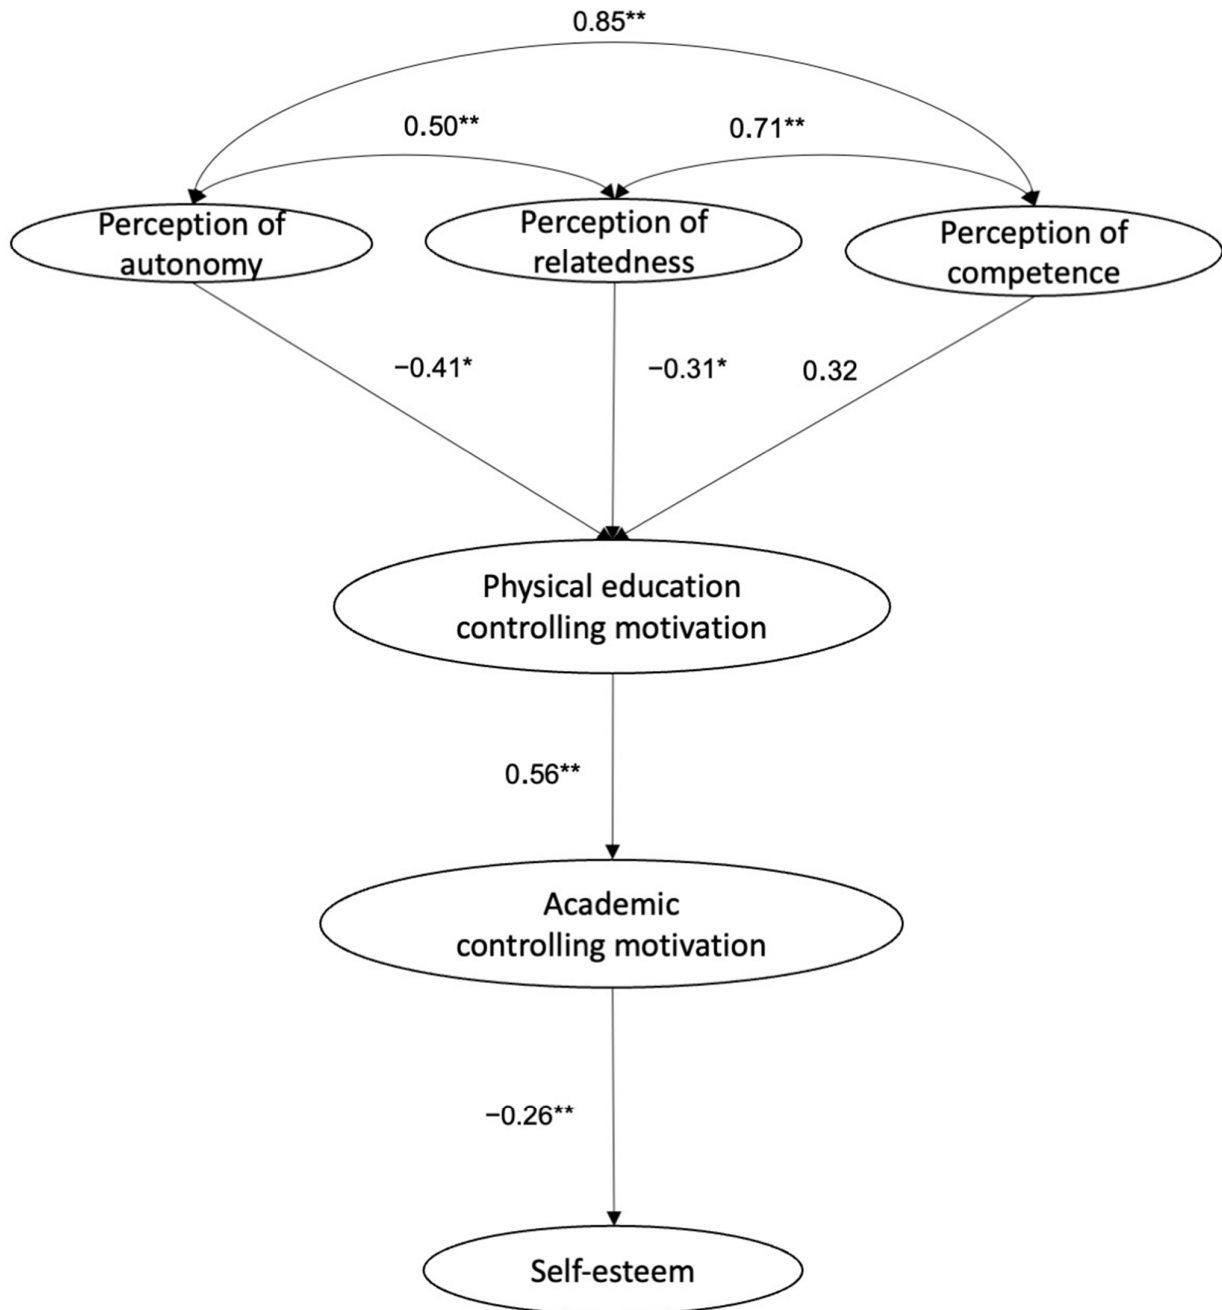 0.85**
0.50**
0.71**
Perception of
autonomy
Perception of
relatedness
Perception of
competence
−0.41*
−0.31*
0.32
Physical education
controlling motivation
0.56**
Academic
controlling motivation
−0.26**
Self-esteem